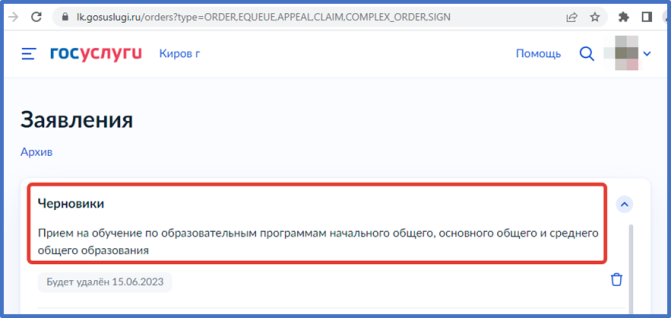 lk.gosuslugi.ru/orders?type=ORDER,EQUEUE,APPEAL,CLAIM,COMPLEX_ORDER,SIGN
госуслуги Киров г Помощь
Заявления
Архив
Черновики
Прием на обучение по образовательным программам начального общего, основного общего и среднего
общего образования
Будет удалён 15.06.2023